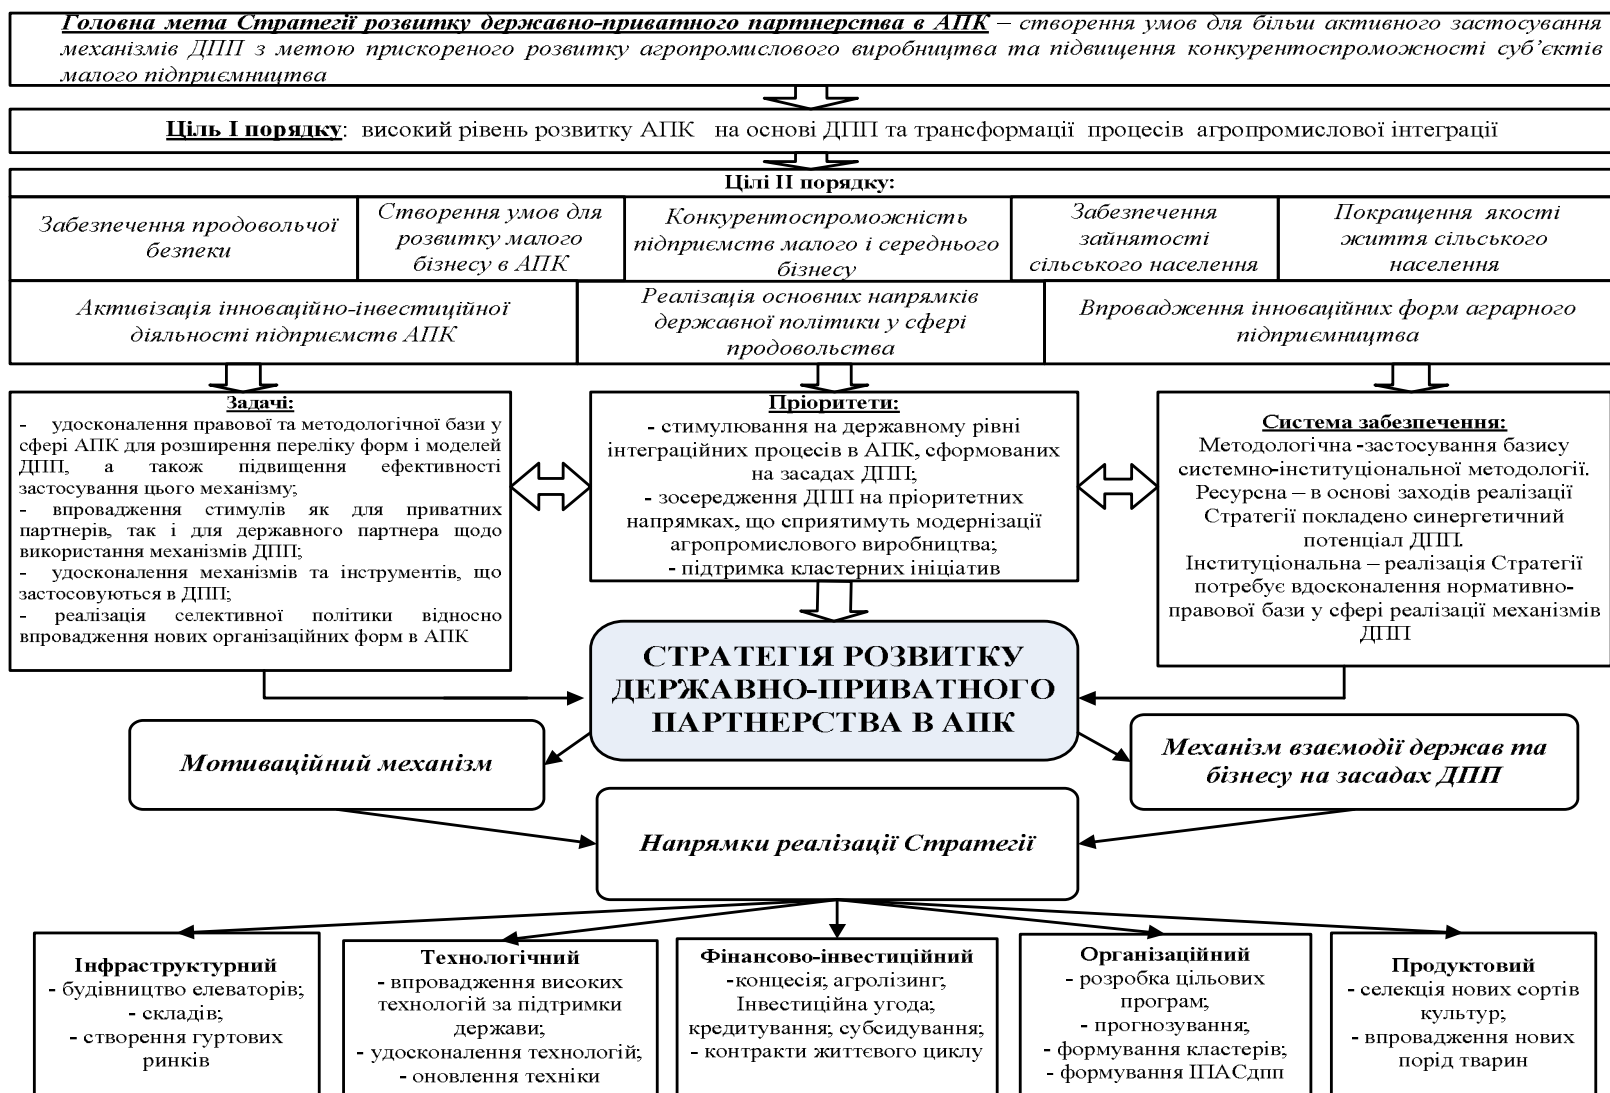 Головна мета Стратегії розвитку державно-приватного партнерства в АПК – створення умов для більш активного застосування
механізмів ДПП з метою прискореного розвитку агропромислового виробництва та підвищення конкурентоспроможності суб’єктів
малого підприємництва
Ціль І порядку: високий рівень розвитку АПК на основі ДПП та трансформації процесів агропромислової інтеграції
Цілі ІІ порядку:
Забезпечення продовольчої
безпеки
Створення умов для
розвитку малого
бізнесу в АПК
Конкурентоспроможність
підприємств малого і середнього
бізнесу
Забезпечення
зайнятості
сільського населення
Покращення якості
життя сільського
населення
Активізація інноваційно-інвестиційної
діяльності підприємств АПК
Реалізація основних напрямків
державної політики у сфері
продовольства
Впровадження інноваційних форм аграрного
підприємництва
Задачі:
- удосконалення правової та методологічної бази у
сфері АПК для розширення переліку форм і моделей
ДПП, а також підвищення ефективності
застосування цього механізму;
- впровадження стимулів як для приватних
партнерів, так і для державного партнера щодо
використання механізмів ДПП;
- удосконалення механізмів та інструментів, що
застосовуються в ДПП;
- реалізація селективної політики відносно
впровадження нових організаційних форм в АПК
Пріоритети:
- стимулювання на державному рівні
інтеграційних процесів в АПК, сформованих
на засадах ДПП;
- зосередження ДПП на пріоритетних
напрямках, що сприятимуть модернізації
агропромислового виробництва;
- підтримка кластерних ініціатив
Система забезпечення:
Методологічна -застосування базису
системно-інституціональної методології.
Ресурсна – в основі заходів реалізації
Стратегії покладено синергетичний
потенціал ДПП.
Інституціональна – реалізація Стратегії
потребує вдосконалення нормативно-
правової бази у сфері реалізації механізмів
ДПП
СТРАТЕГІЯ РОЗВИТКУ
ДЕРЖАВНО-ПРИВАТНОГО
ПАРТНЕРСТВА В АПК
Мотиваційний механізм
Механізм взаємодії держав та
бізнесу на засадах ДПП
Напрямки реалізації Стратегії
Інфраструктурний
- будівництво елеваторів;
- складів;
- створення гуртових
ринків
Технологічний
- впровадження високих
технологій за підтримки
держави;
- удосконалення технологій;
- оновлення техніки
Фінансово-інвестиційний
-концесія; агролізинг;
Інвестиційна угода;
кредитування; субсидування;
- контракти життєвого циклу
Організаційний
- розробка цільових
програм;
- прогнозування;
- формування кластерів;
- формування ІПАСдпп
Продуктовий
- селекція нових сортів
культур;
- впровадження нових
порід тварин